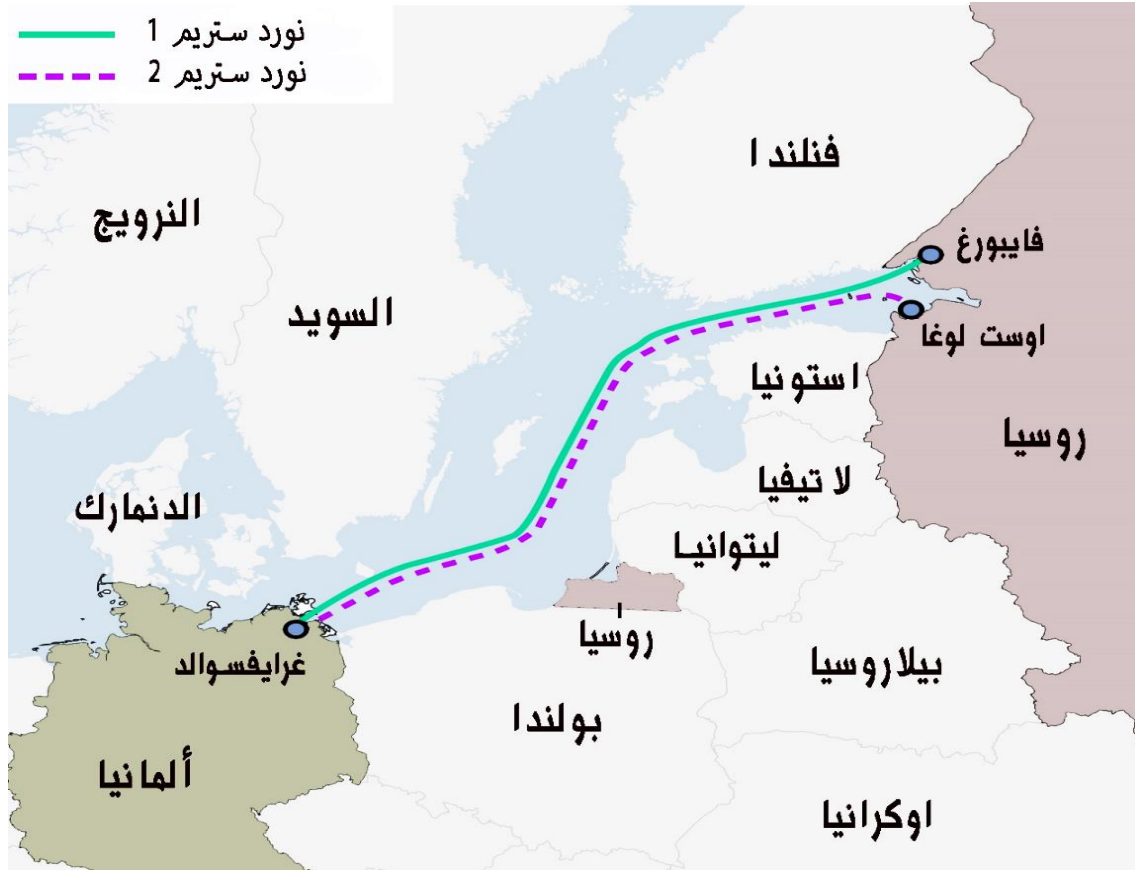 نورد ستريم 1
نورد ستريم 2
فنلندا
النرويج
فايبورغ
السويد
اوست لوغا
استونيا
روسيا
لاتيفيا
الدنمارك
ليتوانيا
روسيا
غرايفسوالد
بيلاروسيا
بولندا
ألمانيا
اوكرانيا